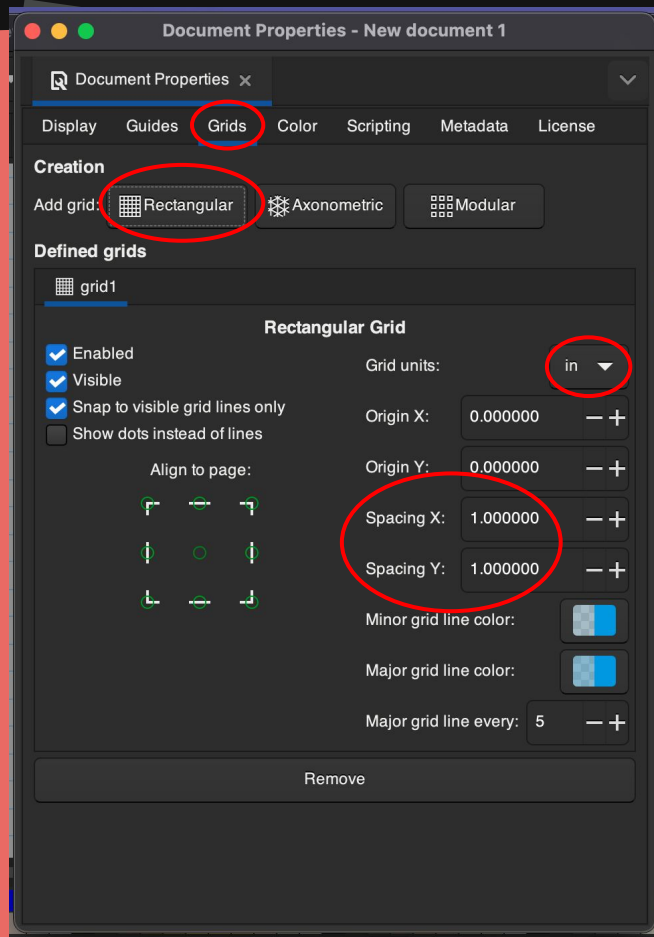 Document Properties - New document 1
Document Properties
Display Guides Grids Color Scripting Metadata License
Creation
Add grid: Rectangular Axonometric Modular
Defined grids
grid1
Rectangular Grid
Enabled
Visible
Snap to visible grid lines only
Show dots instead of lines
Align to page:
Grid units: in
Origin X: 0.000000
Origin Y: 0.000000
Spacing X: 1.000000
Spacing Y: 1.000000
Minor grid line color:
Major grid line color:
Major grid line every: 5
Remove